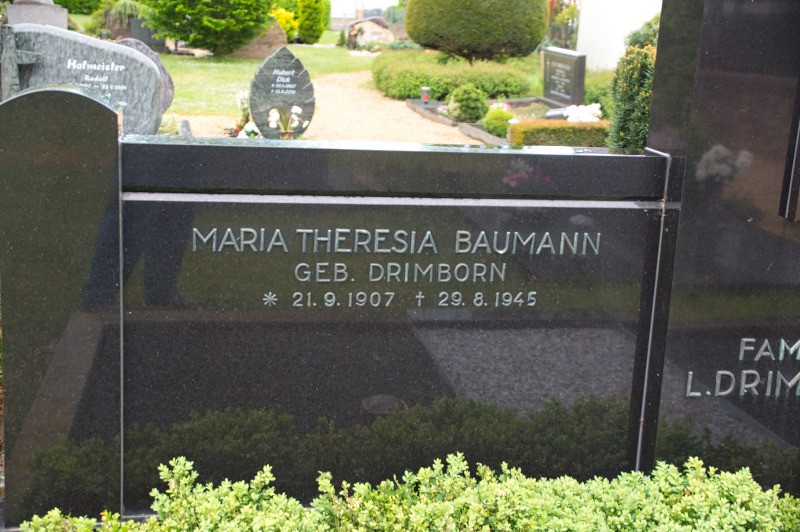 Hofmeister
Rudolf
Hubert
Dick
MARIA THERESIA BAUMANN
GEB. DRIMBORN
* 21. 9. 1907 † 29. 8. 1945
FAM
L. DRIM